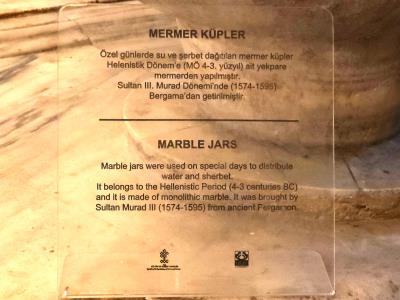 MERMER KÜPLER
Özel günlerde su ve şerbet dağıtılan mermer küpler
Helenistik Dönem'e (MÖ 4-3. yüzyıl) ait yekpare
mermerden yapılmıştır.
Sultan III. Murad Dönemi'nde (1574-1595)
Bergama'dan getirilmiştir.
MARBLE JARS
Marble jars were used on special days to distribute
water and sherbet.
It belongs to the Hellenistic Period (4-3 centuries BC)
and it is made of monolithic marble. It was brought by
Sultan Murad III (1574-1595) from ancient Pergamon.